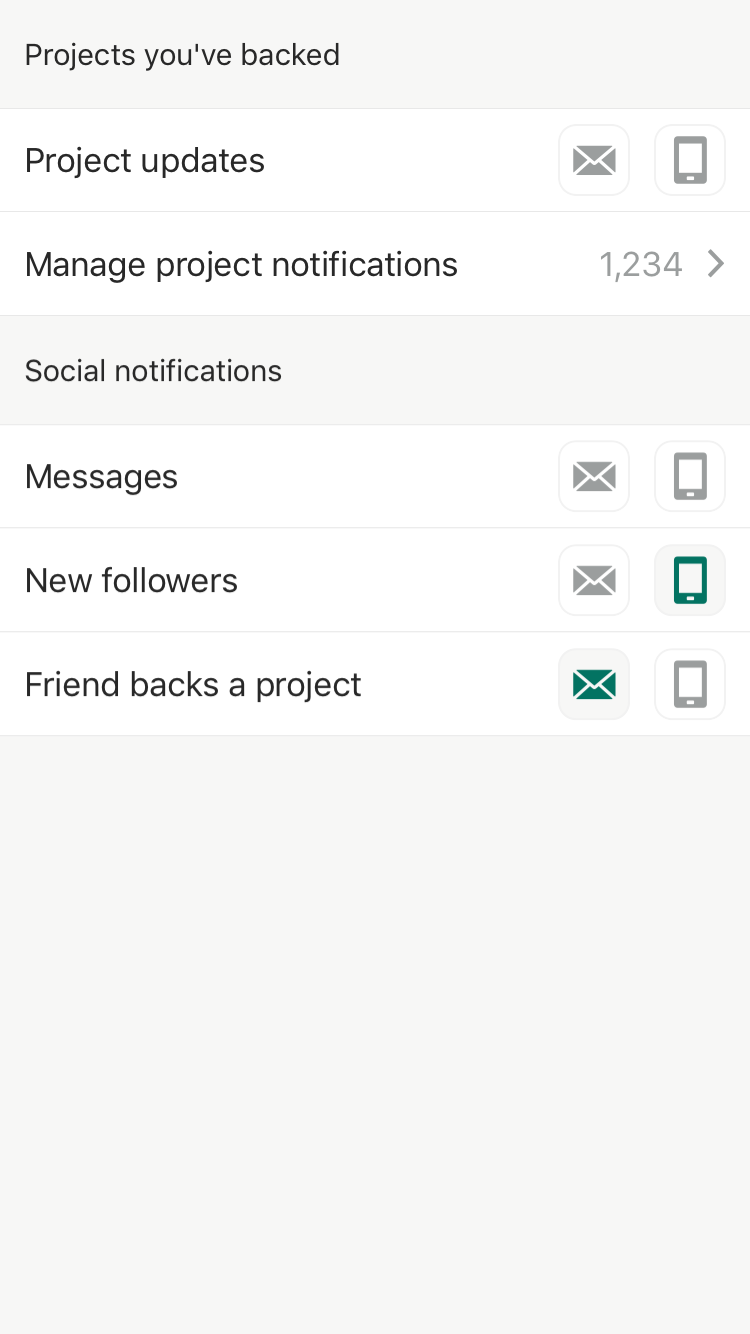 Projects you've backed
Project updates
Manage project notifications 1,234
Social notifications
Messages
New followers
Friend backs a project